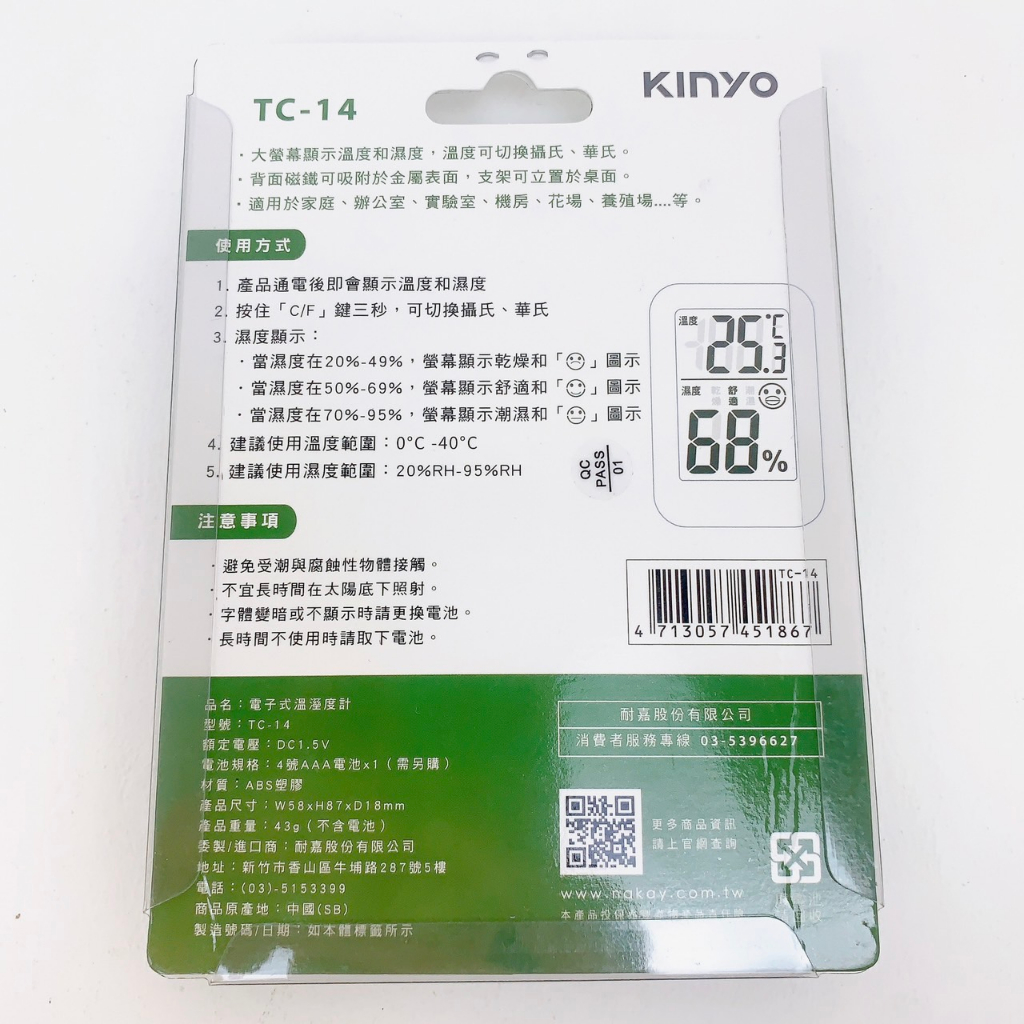 KINYO
TC-14
・大螢幕顯示溫度和濕度，溫度可切換攝氏、華氏。
・背面磁鐵可吸附於金屬表面，支架可立置於桌面。
・適用於家庭、辦公室、實驗室、機房、花場、養殖場....等。
使用方式
1. 產品通電後即會顯示溫度和濕度
2. 按住「C/F」鍵三秒，可切換攝氏、華氏
3. 濕度顯示：
・當濕度在20%-49%，螢幕顯示乾燥和「☹」圖示
・當濕度在50%-69%，螢幕顯示舒適和「☺」圖示
・當濕度在70%-95%，螢幕顯示潮濕和「😐」圖示
4. 建議使用溫度範圍：0°C -40°C
5. 建議使用濕度範圍：20%RH-95%RH
溫度
25.3℃
濕度
乾燥 舒適 潮濕
68%
QC
PASS
01
注意事項
・避免受潮與腐蝕性物體接觸。
・不宜長時間在太陽底下照射。
・字體變暗或不顯示時請更換電池。
・長時間不使用時請取下電池。
TC-14
4 713057 451867
品名：電子式溫溼度計
型號：TC-14
額定電壓：DC1.5V
電池規格：4號AAA電池x1（需另購）
材質：ABS塑膠
產品尺寸：W58xH87xD18mm
產品重量：43g（不含電池）
委製/進口商：耐嘉股份有限公司
地址：新竹市香山區牛埔路287號5樓
電話：(03)-5153399
商品原產地：中國(SB)
製造號碼/日期：如本體標籤所示
耐嘉股份有限公司
消費者服務專線 03-5396627
更多商品資訊
請上官網查詢
www.nakay.com.tw
本產品投保